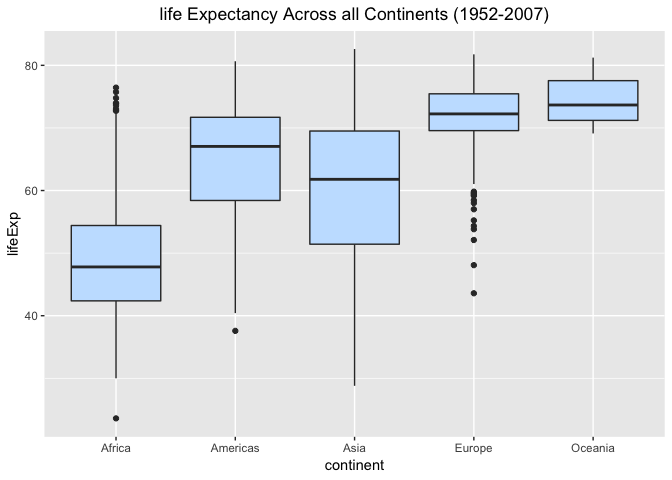 life Expectancy Across all Continents (1952-2007)
80
60
40
lifeExp
Africa
Americas
Asia
Europe
Oceania
continent